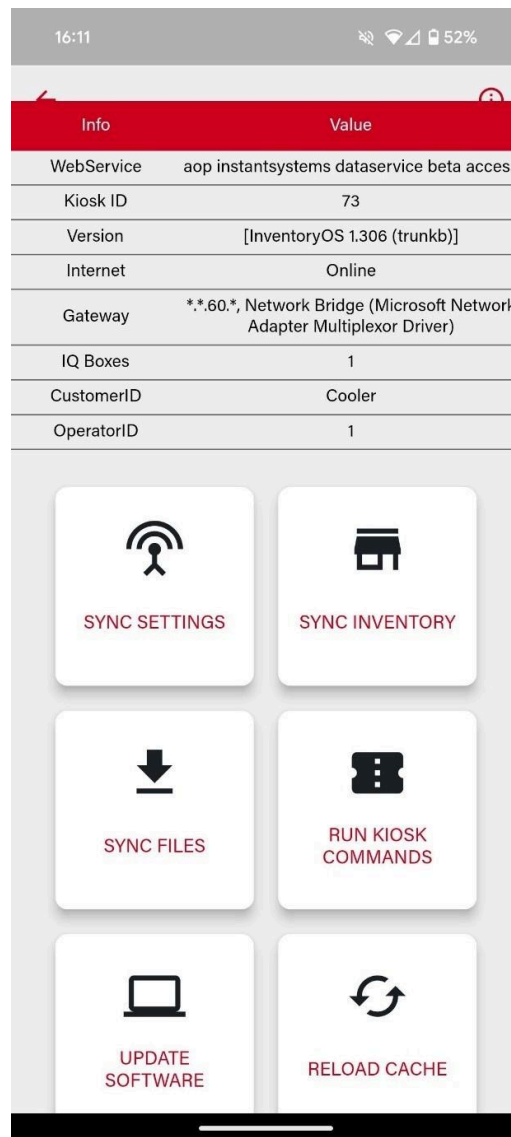 16:11 52%
Info Value
WebService aop instantsystems dataservice beta acces
Kiosk ID 73
Version [InventoryOS 1.306 (trunkb)]
Internet Online
Gateway *.*.60.*, Network Bridge (Microsoft Network
Adapter Multiplexor Driver)
IQ Boxes 1
CustomerID Cooler
OperatorID 1
SYNC SETTINGS
SYNC INVENTORY
SYNC FILES
RUN KIOSK
COMMANDS
UPDATE
SOFTWARE
RELOAD CACHE